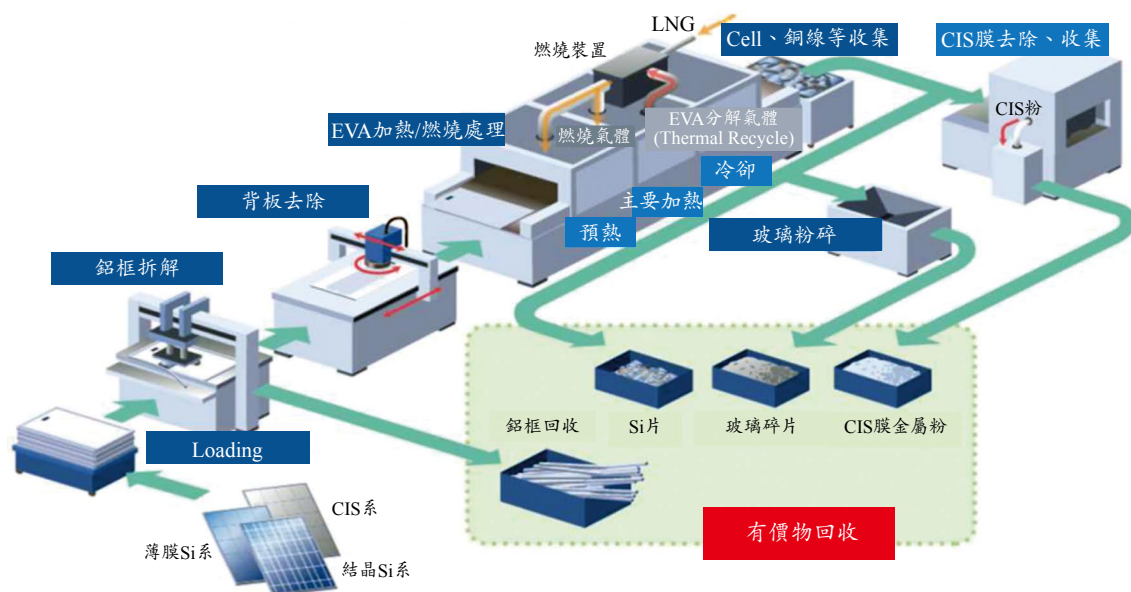 LNG
燃燒裝置
Cell、銅線等收集
CIS膜去除、收集
CIS粉
EVA加熱/燃燒處理
燃燒氣體
EVA分解氣體
(Thermal Recycle)
冷卻
主要加熱
預熱
背板去除
玻璃粉碎
鋁框拆解
Loading
鋁框回收
Si片
玻璃碎片
CIS膜金屬粉
有價物回收
CIS系
薄膜Si系
結晶Si系